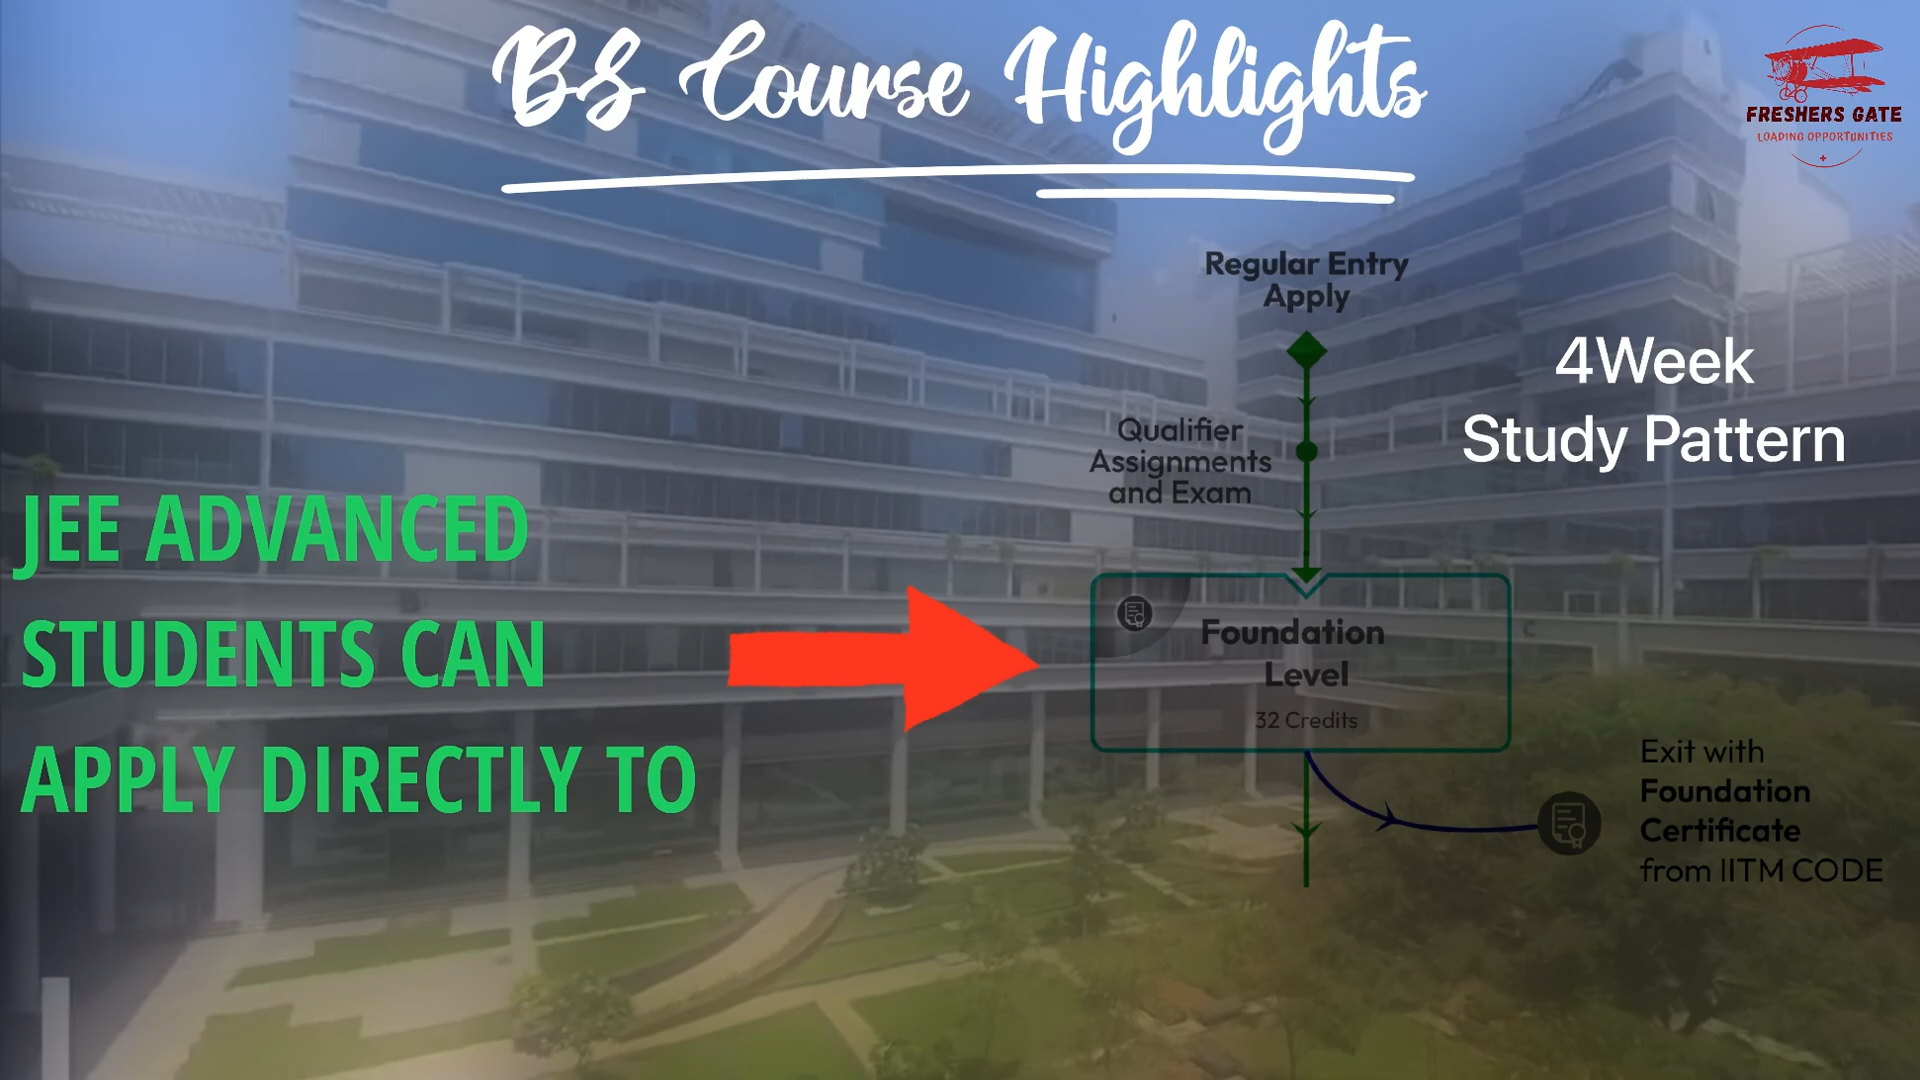 BS Course Highlights
FRESHERS GATE
LOADING OPPORTUNITIES
Regular Entry
Apply
4Week
Study Pattern
Qualifier
Assignments
and Exam
JEE ADVANCED
STUDENTS CAN
APPLY DIRECTLY TO
Foundation
Level
32 Credits
Exit with
Foundation
Certificate
from IITM CODE